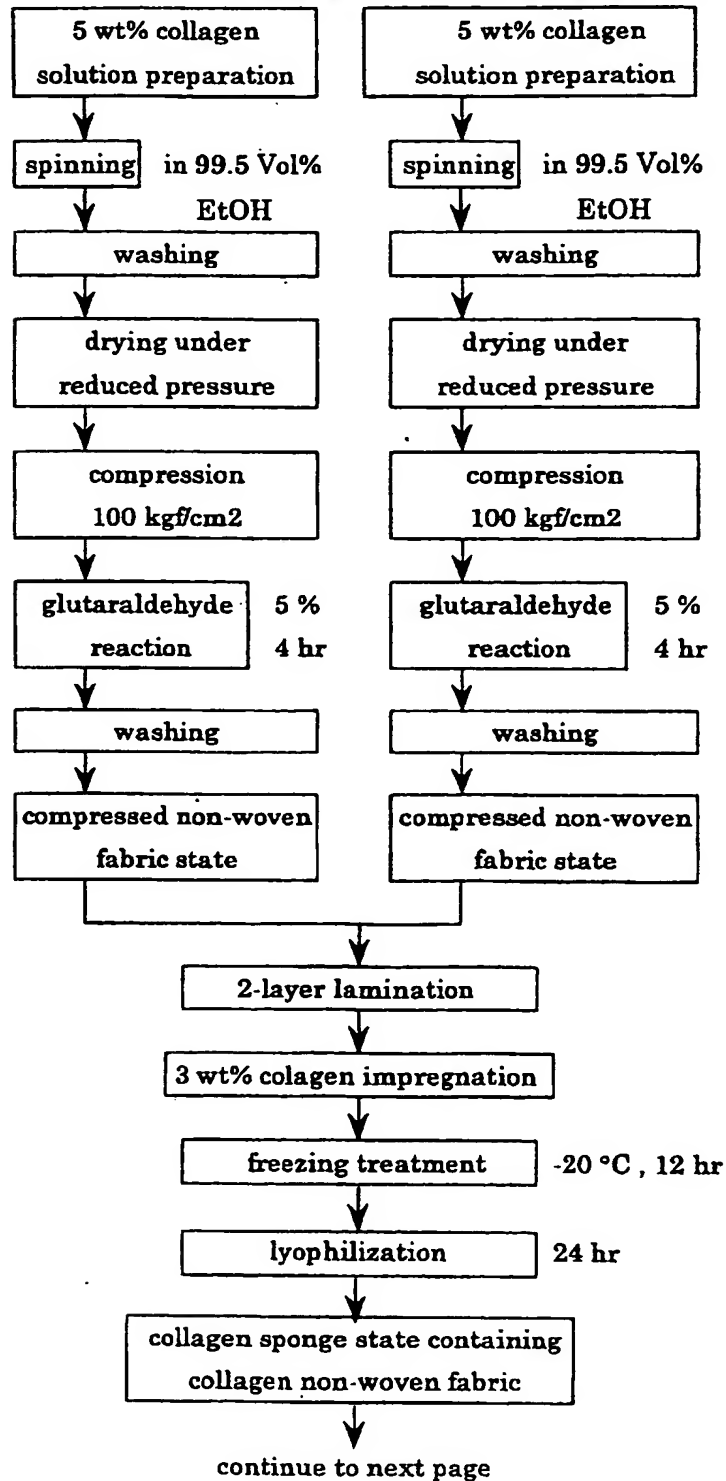 5 wt% collagen
solution preparation
spinning
in 99.5 Vol%
EtOH
washing
drying under
reduced pressure
compression
100 kgf/cm2
glutaraldehyde
reaction
5 %
4 hr
washing
compressed non-woven
fabric state
5 wt% collagen
solution preparation
spinning
in 99.5 Vol%
EtOH
washing
drying under
reduced pressure
compression
100 kgf/cm2
glutaraldehyde
reaction
5 %
4 hr
washing
compressed non-woven
fabric state
2-layer lamination
3 wt% colagen impregnation
freezing treatment
-20 °C , 12 hr
lyophilization
24 hr
collagen sponge state containing
collagen non-woven fabric
continue to next page